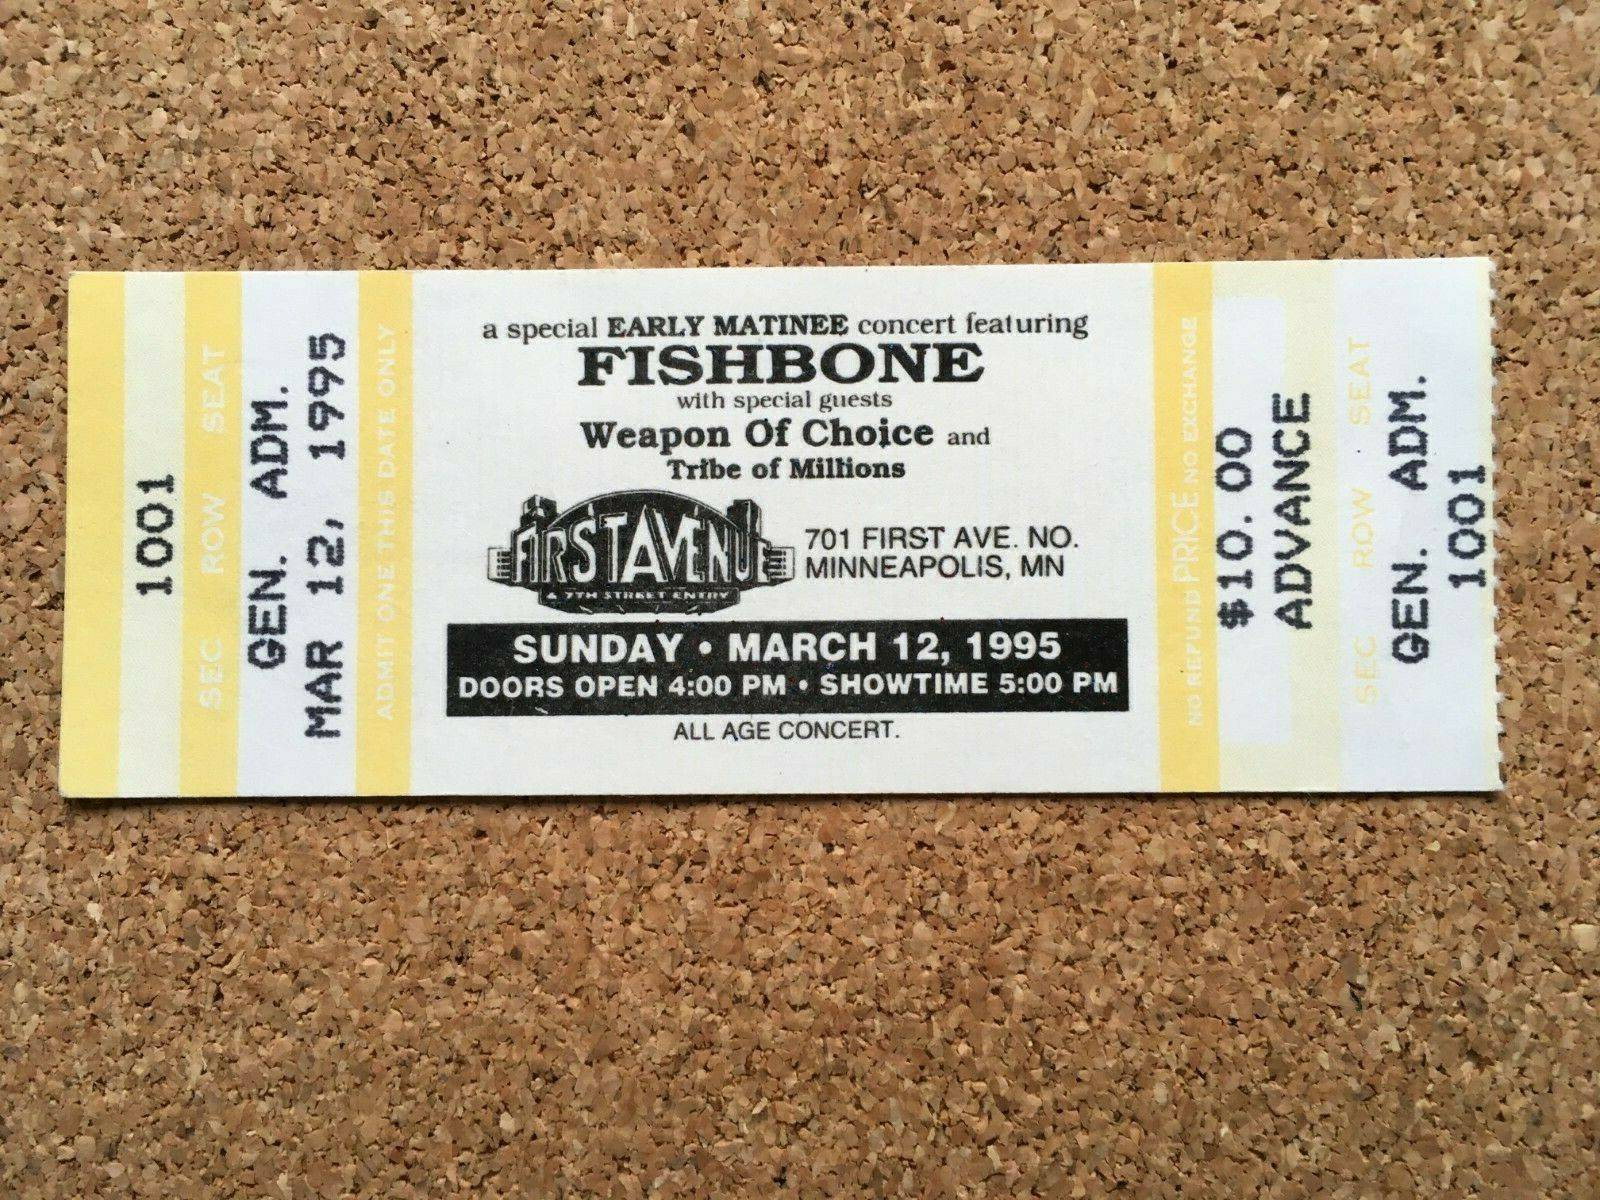 1001
SEC ROW SEAT
GEN. ADM.
MAR 12, 1995
ADMIT ONE THIS DATE ONLY
a special EARLY MATINEE concert featuring
FISHBONE
with special guests
Weapon Of Choice and
Tribe of Millions
FIRST AVENUE
& 7TH STREET ENTRY
701 FIRST AVE. NO.
MINNEAPOLIS, MN
SUNDAY • MARCH 12, 1995
DOORS OPEN 4:00 PM • SHOWTIME 5:00 PM
ALL AGE CONCERT.
NO REFUND PRICE NO EXCHANGE
$10.00
ADVANCE
SEC ROW SEAT
GEN. ADM.
1001